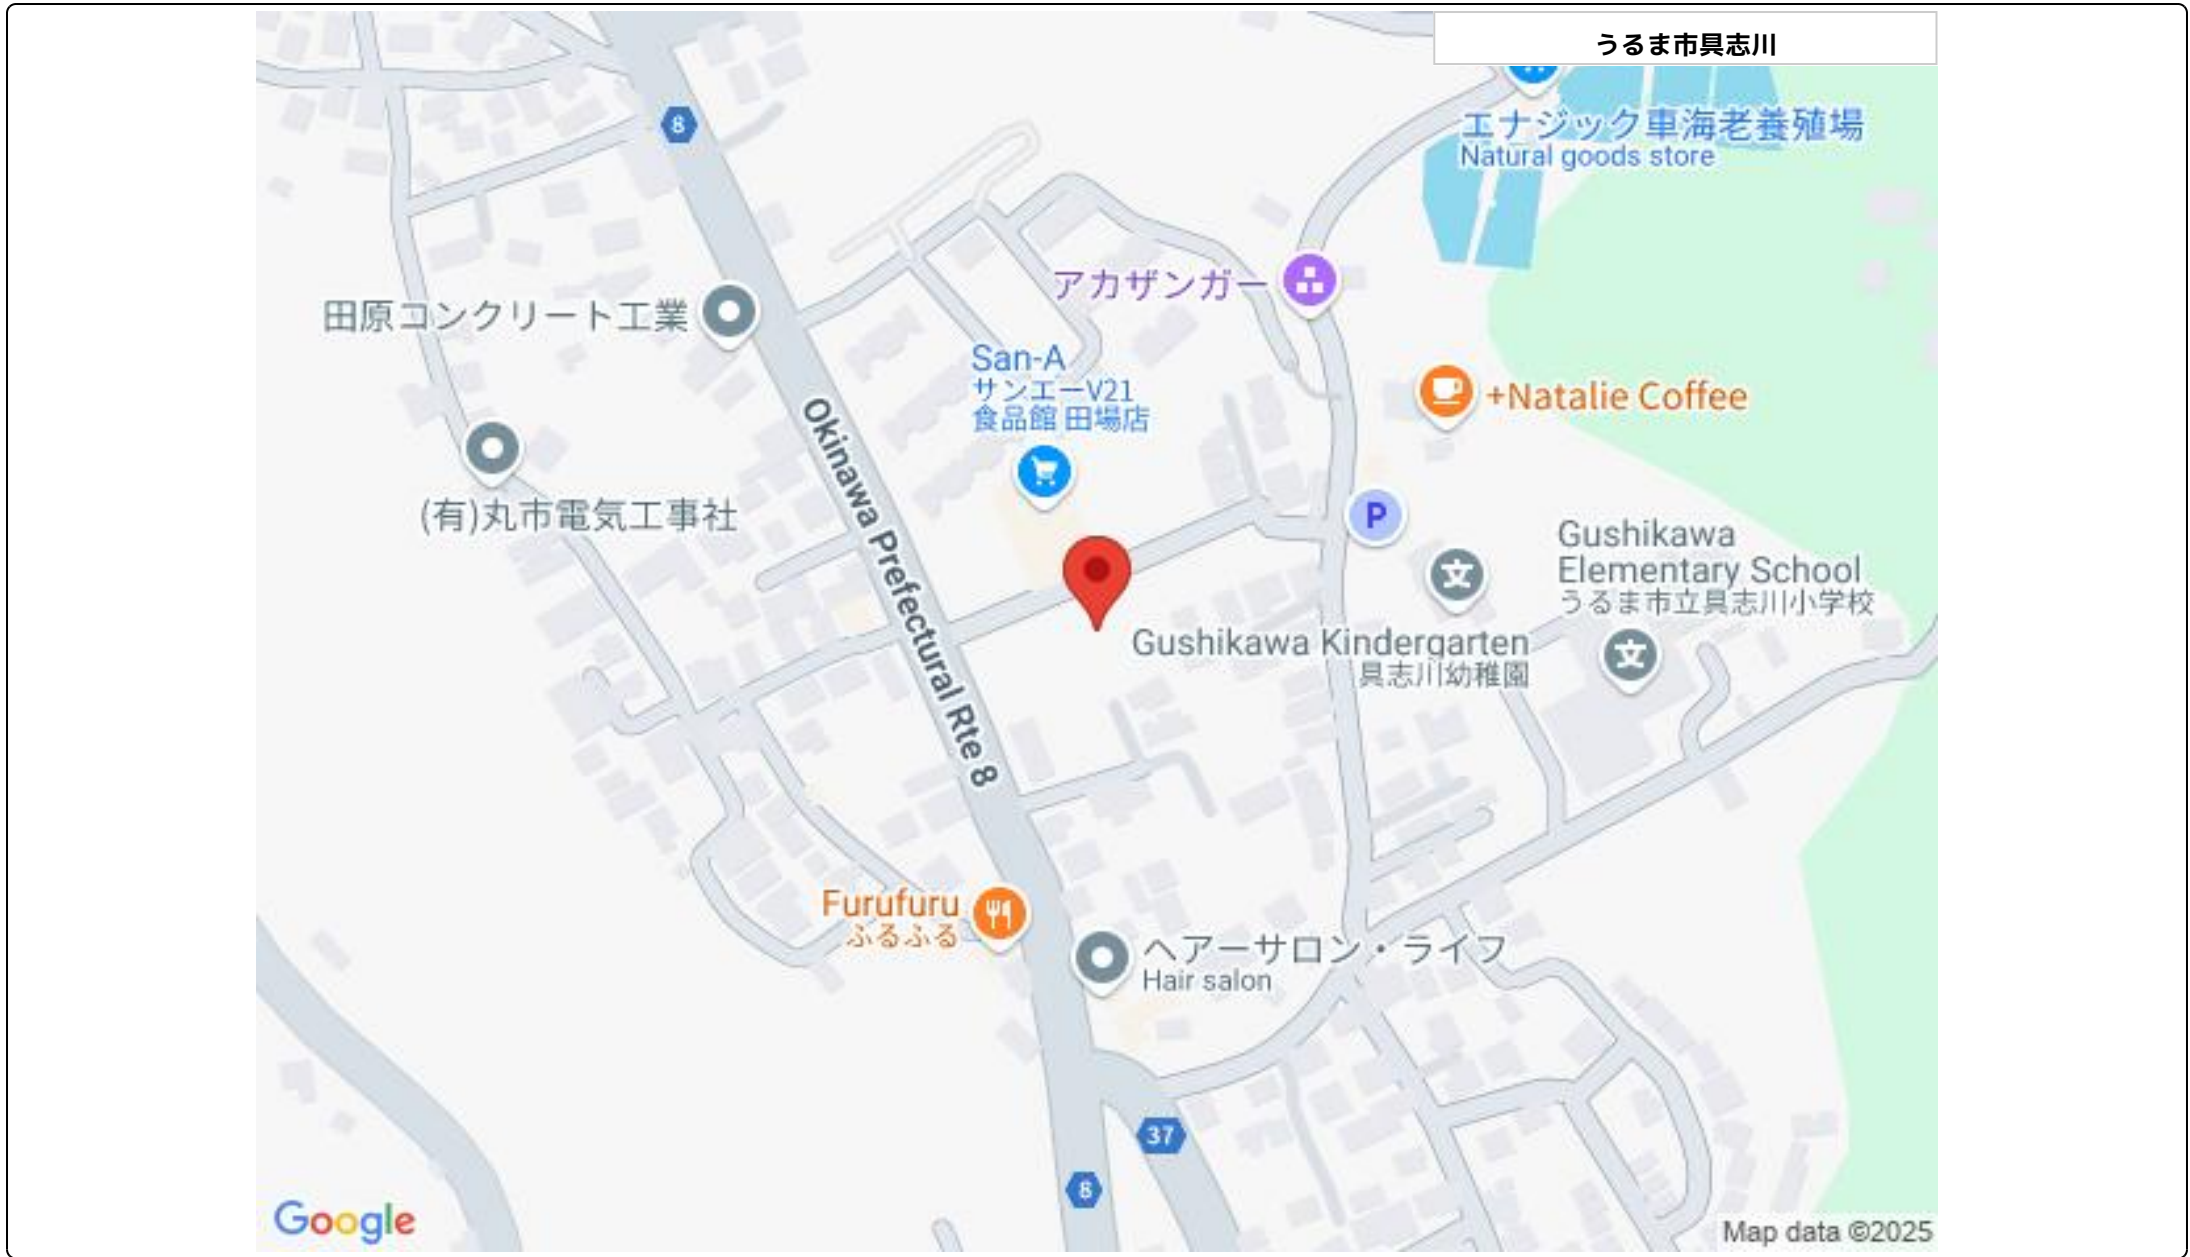 うるま市具志川
8
エナジック車海老養殖場
Natural goods store
アカザンガー
田原コンクリート工業
San-A
サンエーV21
食品館 田場店
+Natalie Coffee
Okinawa Prefectural Rte 8
(有)丸市電気工事社
P
文
Gushikawa
Elementary School
うるま市立具志川小学校
文
Gushikawa Kindergarten
具志川幼稚園
Furufuru
ふるふる
ヘアーサロン・ライフ
Hair salon
37
8
Google
Map data ©2025